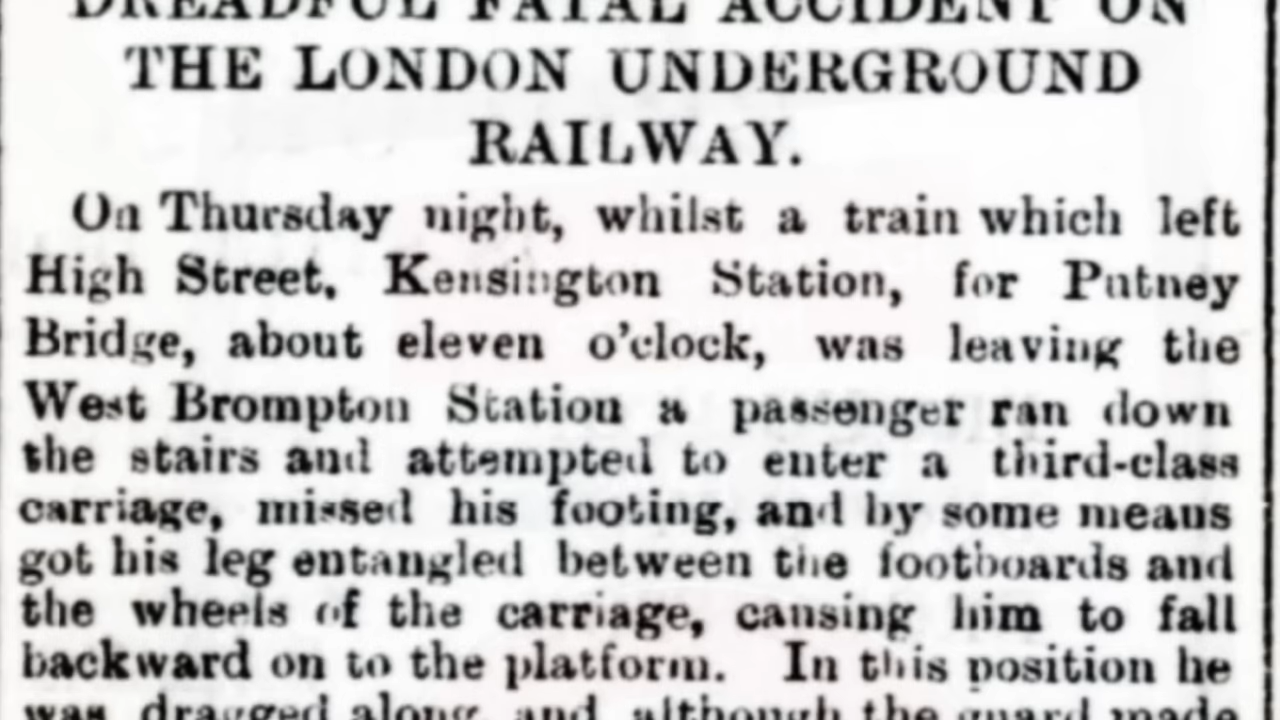 DREADFUL FATAL ACCIDENT ON
THE LONDON UNDERGROUND
RAILWAY.
On Thursday night, whilst a train which left
High Street, Kensington Station, for Putney
Bridge, about eleven o'clock, was leaving the
West Brompton Station a passenger ran down
the stairs and attempted to enter a third-class
carriage, missed his footing, and by some means
got his leg entangled between the footboards and
the wheels of the carriage, causing him to fall
backward on to the platform. In this position he
was dragged along, and although the guard made